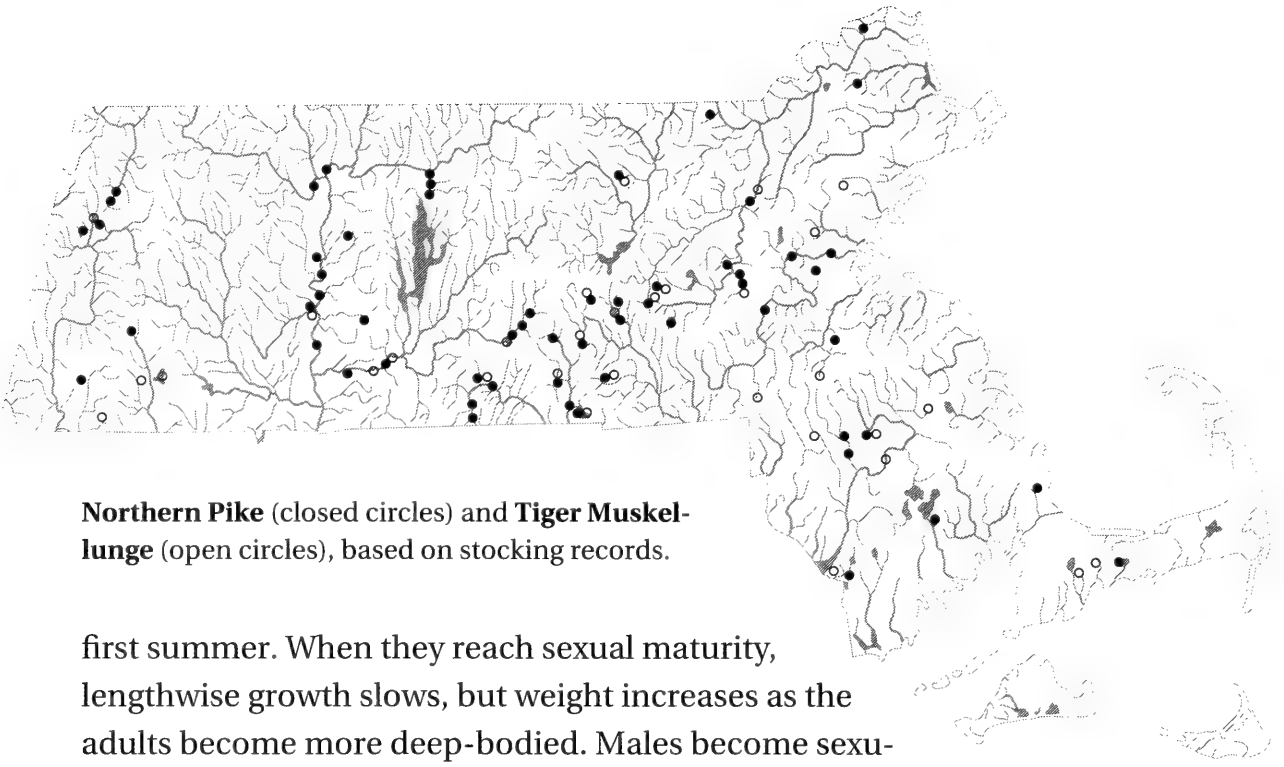 Northern Pike (closed circles) and Tiger Muskel-
lunge (open circles), based on stocking records.
first summer. When they reach sexual maturity,
lengthwise growth slows, but weight increases as the
adults become more deep-bodied. Males become sexu-